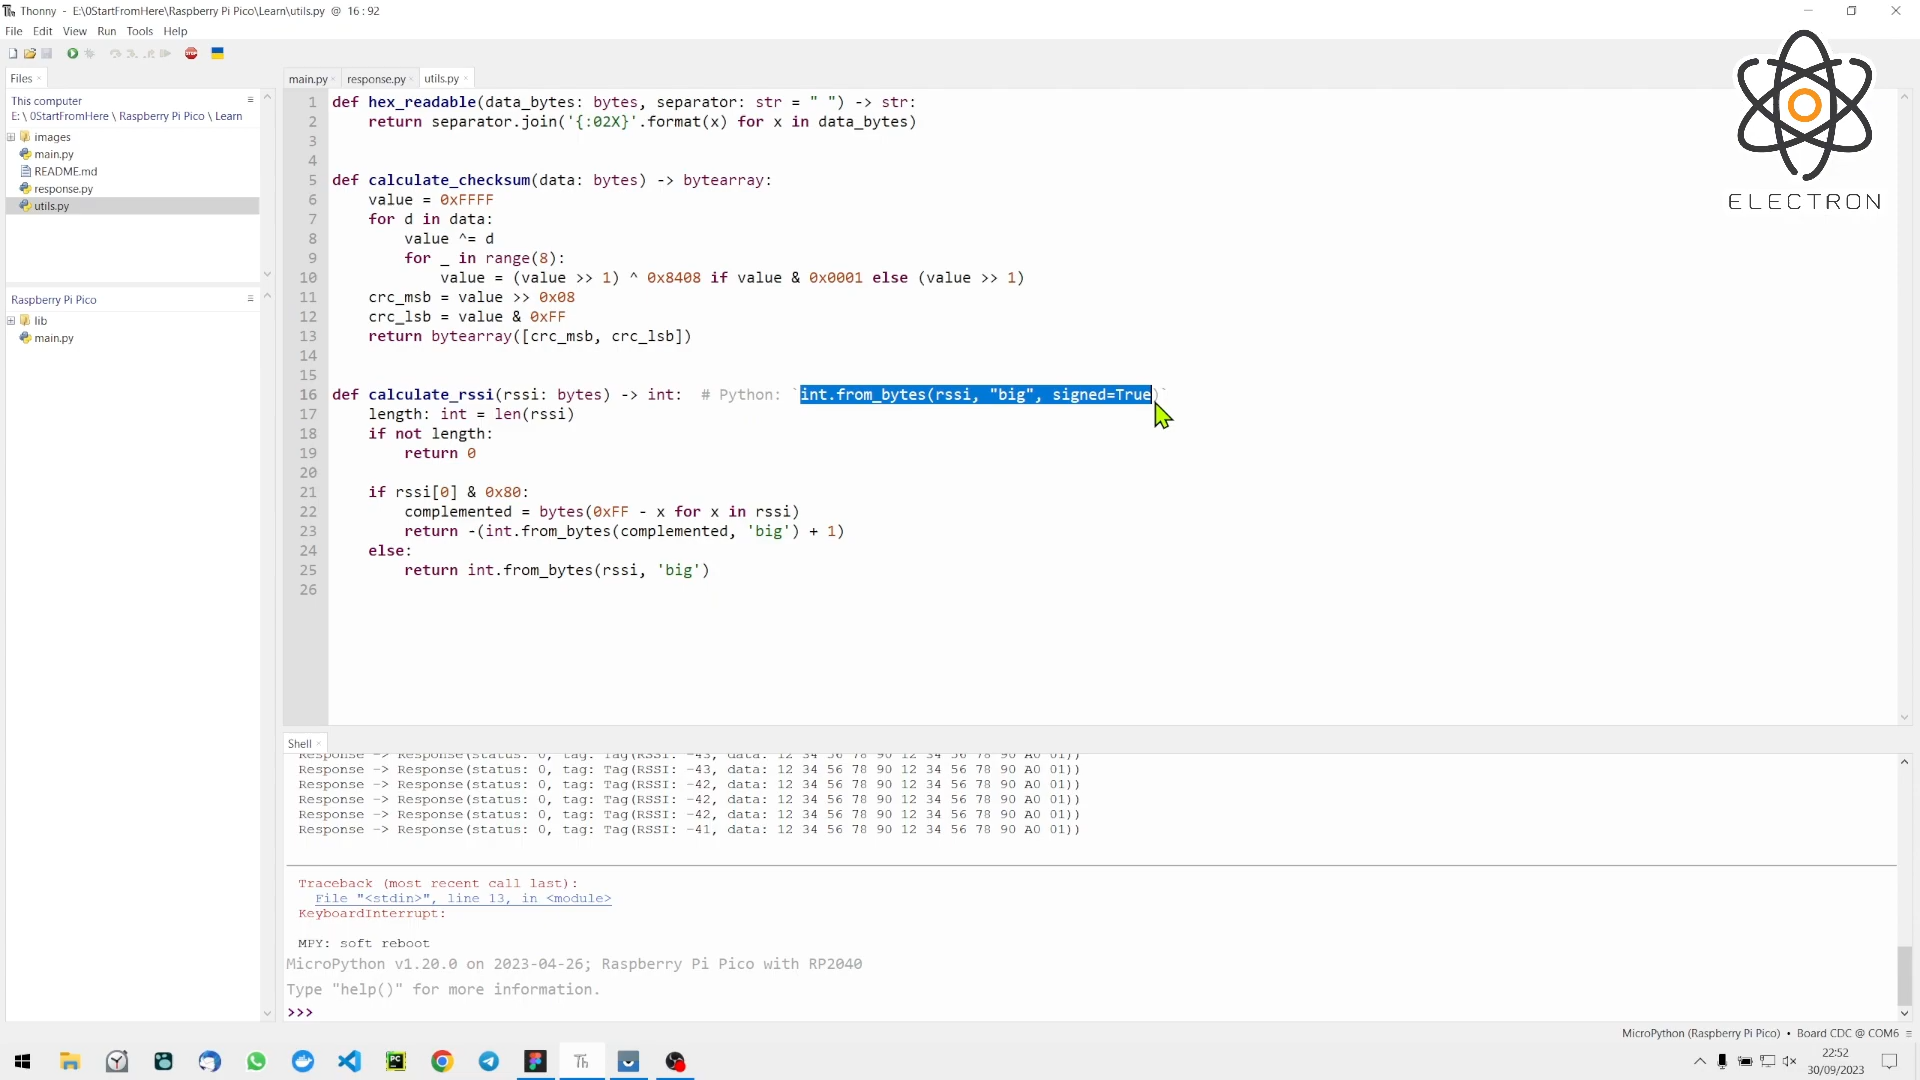 Thonny - E:\0StartFromHere\Raspberry Pi Pico\Learn\utils.py @ 16 : 92
File Edit View Run Tools Help
STOP
Files ×
This computer
E: \ 0StartFromHere \ Raspberry Pi Pico \ Learn
images
main.py
README.md
response.py
utils.py
Raspberry Pi Pico
lib
main.py
main.py × response.py × utils.py ×
1 def hex_readable(data_bytes: bytes, separator: str = " ") -> str:
2 return separator.join('{:02X}'.format(x) for x in data_bytes)
3
4
5 def calculate_checksum(data: bytes) -> bytearray:
6 value = 0xFFFF
7 for d in data:
8 value ^= d
9 for _ in range(8):
10 value = (value >> 1) ^ 0x8408 if value & 0x0001 else (value >> 1)
11 crc_msb = value >> 0x08
12 crc_lsb = value & 0xFF
13 return bytearray([crc_msb, crc_lsb])
14
15
16 def calculate_rssi(rssi: bytes) -> int: # Python: `int.from_bytes(rssi, "big", signed=True)`
17 length: int = len(rssi)
18 if not length:
19 return 0
20
21 if rssi[0] & 0x80:
22 complemented = bytes(0xFF - x for x in rssi)
23 return -(int.from_bytes(complemented, 'big') + 1)
24 else:
25 return int.from_bytes(rssi, 'big')
26
ELECTRON
Shell ×
Response -> Response(status: 0, tag: Tag(RSSI: -43, data: 12 34 56 78 90 12 34 56 78 90 A0 01))
Response -> Response(status: 0, tag: Tag(RSSI: -43, data: 12 34 56 78 90 12 34 56 78 90 A0 01))
Response -> Response(status: 0, tag: Tag(RSSI: -42, data: 12 34 56 78 90 12 34 56 78 90 A0 01))
Response -> Response(status: 0, tag: Tag(RSSI: -42, data: 12 34 56 78 90 12 34 56 78 90 A0 01))
Response -> Response(status: 0, tag: Tag(RSSI: -42, data: 12 34 56 78 90 12 34 56 78 90 A0 01))
Response -> Response(status: 0, tag: Tag(RSSI: -41, data: 12 34 56 78 90 12 34 56 78 90 A0 01))
Traceback (most recent call last):
File "<stdin>", line 13, in <module>
KeyboardInterrupt:
MPY: soft reboot
MicroPython v1.20.0 on 2023-04-26; Raspberry Pi Pico with RP2040
Type "help()" for more information.
>>>
MicroPython (Raspberry Pi Pico) • Board CDC @ COM6 ≡
PC
Th
22:52
30/09/2023